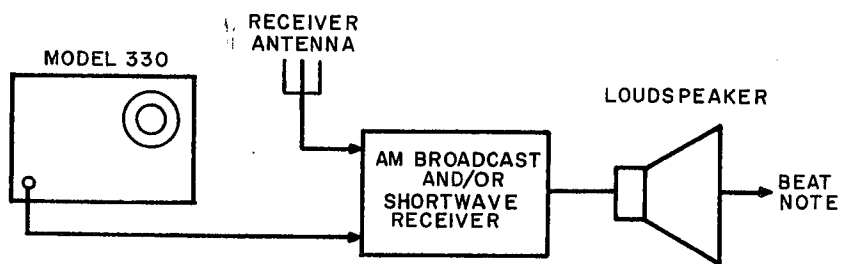 RECEIVER
ANTENNA
MODEL 330
LOUDSPEAKER
AM BROADCAST
AND/OR
SHORTWAVE
RECEIVER
BEAT
NOTE